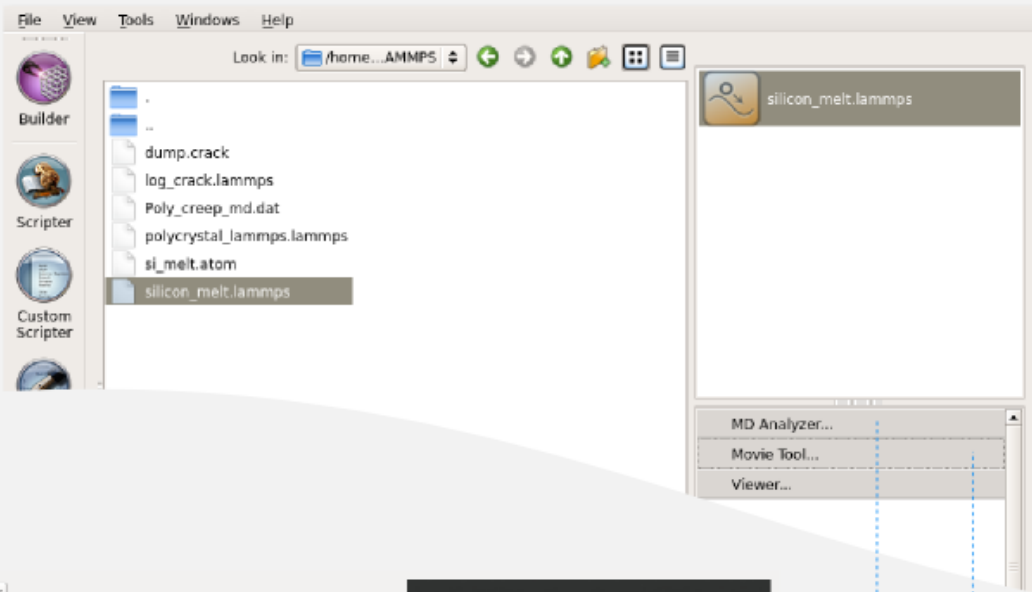 File View Tools Windows Help
Look in: /home...AMMPS
Builder
Scripter
Custom
Scripter
.
..
dump.crack
log_crack.lammps
Poly_creep_md.dat
polycrystal_lammps.lammps
si_melt.atom
silicon_melt.lammps
silicon_melt.lammps
MD Analyzer...
Movie Tool...
Viewer...